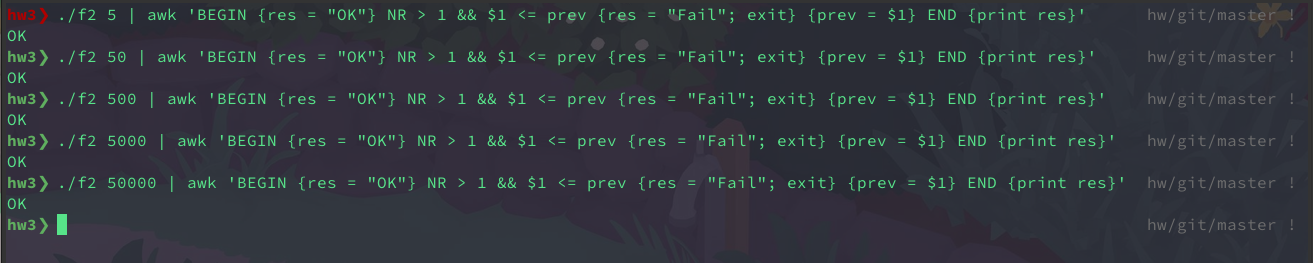 hw3❯ ./f2 5 | awk 'BEGIN {res = "OK"} NR > 1 && $1 <= prev {res = "Fail"; exit} {prev = $1} END {print res}' hw/git/master !
OK
hw3❯ ./f2 50 | awk 'BEGIN {res = "OK"} NR > 1 && $1 <= prev {res = "Fail"; exit} {prev = $1} END {print res}' hw/git/master !
OK
hw3❯ ./f2 500 | awk 'BEGIN {res = "OK"} NR > 1 && $1 <= prev {res = "Fail"; exit} {prev = $1} END {print res}' hw/git/master !
OK
hw3❯ ./f2 5000 | awk 'BEGIN {res = "OK"} NR > 1 && $1 <= prev {res = "Fail"; exit} {prev = $1} END {print res}' hw/git/master !
OK
hw3❯ ./f2 50000 | awk 'BEGIN {res = "OK"} NR > 1 && $1 <= prev {res = "Fail"; exit} {prev = $1} END {print res}' hw/git/master !
OK
hw3❯ hw/git/master !